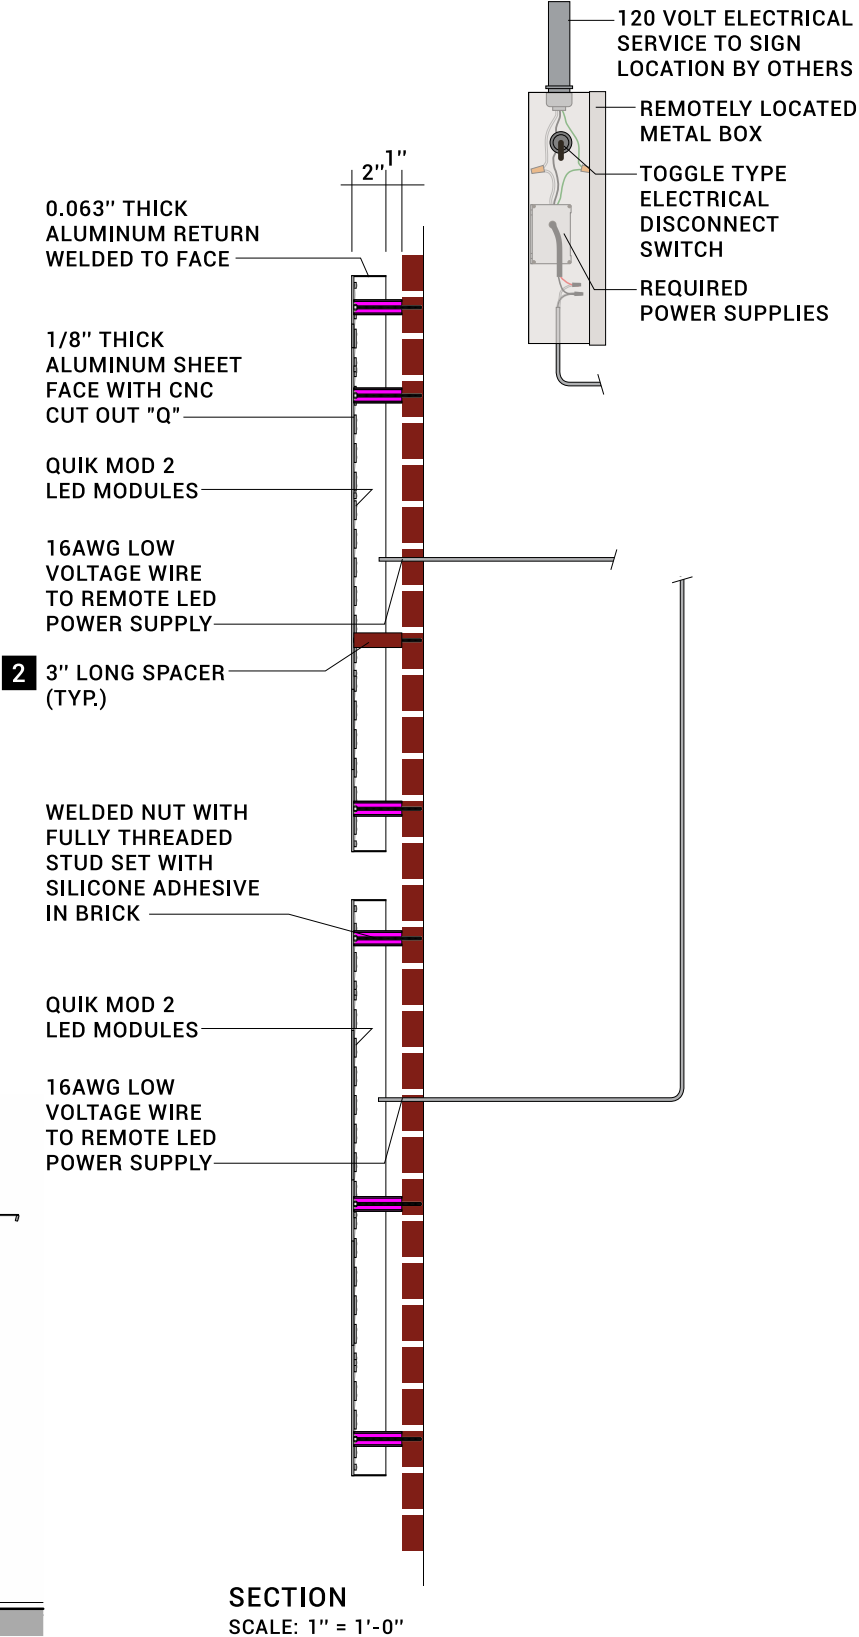 120 VOLT ELECTRICAL
SERVICE TO SIGN
LOCATION BY OTHERS
REMOTELY LOCATED
METAL BOX
TOGGLE TYPE
ELECTRICAL
DISCONNECT
SWITCH
REQUIRED
POWER SUPPLIES
2" 1"
0.063" THICK
ALUMINUM RETURN
WELDED TO FACE
1/8" THICK
ALUMINUM SHEET
FACE WITH CNC
CUT OUT "Q"
QUIK MOD 2
LED MODULES
16AWG LOW
VOLTAGE WIRE
TO REMOTE LED
POWER SUPPLY
2 3" LONG SPACER
(TYP.)
WELDED NUT WITH
FULLY THREADED
STUD SET WITH
SILICONE ADHESIVE
IN BRICK
QUIK MOD 2
LED MODULES
16AWG LOW
VOLTAGE WIRE
TO REMOTE LED
POWER SUPPLY
SECTION
SCALE: 1" = 1'-0"